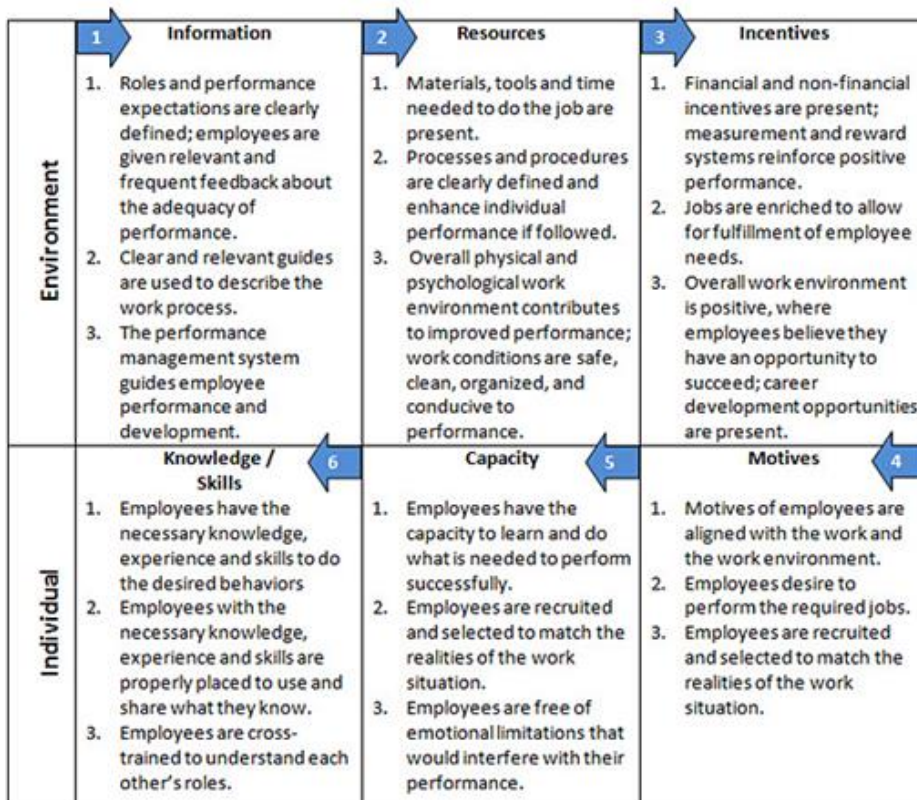 Environment
1
Information
1. Roles and performance
expectations are clearly
defined; employees are
given relevant and
frequent feedback about
the adequacy of
performance.
2. Clear and relevant guides
are used to describe the
work process.
3. The performance
management system
guides employee
performance and
development.
2
Resources
1. Materials, tools and time
needed to do the job are
present.
2. Processes and procedures
are clearly defined and
enhance individual
performance if followed.
3. Overall physical and
psychological work
environment contributes
to improved performance;
work conditions are safe,
clean, organized, and
conducive to
performance.
3
Incentives
1. Financial and non-financial
incentives are present;
measurement and reward
systems reinforce positive
performance.
2. Jobs are enriched to allow
for fulfillment of employee
needs.
3. Overall work environment
is positive, where
employees believe they
have an opportunity to
succeed; career
development opportunities
are present.
Individual
Knowledge /
Skills
6
1. Employees have the
necessary knowledge,
experience and skills to do
the desired behaviors
2. Employees with the
necessary knowledge,
experience and skills are
properly placed to use and
share what they know.
3. Employees are cross-
trained to understand each
other's roles.
Capacity
5
1. Employees have the
capacity to learn and do
what is needed to perform
successfully.
2. Employees are recruited
and selected to match the
realities of the work
situation.
3. Employees are free of
emotional limitations that
would interfere with their
performance.
Motives
4
1. Motives of employees are
aligned with the work and
the work environment.
2. Employees desire to
perform the required jobs.
3. Employees are recruited
and selected to match the
realities of the work
situation.